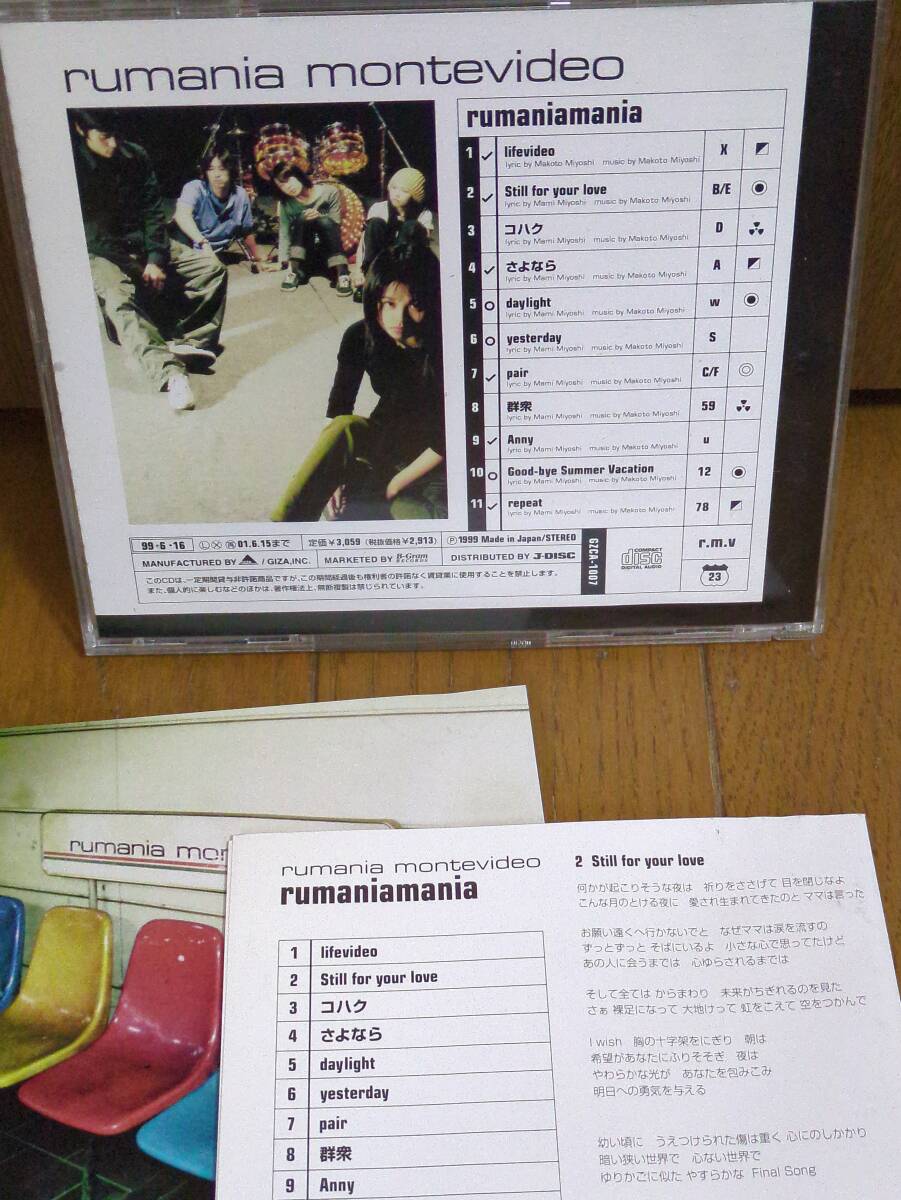 rumania montevideo
rumaniamania
1 lifevideo X
lyric by Makoto Miyoshi music by Makoto Miyoshi
2 Still for your love B/E
lyric by Mami Miyoshi music by Makoto Miyoshi
3 コハク D
lyric by Mami Miyoshi music by Makoto Miyoshi
4 さよなら A
lyric by Mami Miyoshi music by Makoto Miyoshi
5 daylight w
lyric by Mami Miyoshi music by Makoto Miyoshi
6 yesterday S
lyric by Mami Miyoshi music by Makoto Miyoshi
7 pair C/F
lyric by Mami Miyoshi music by Makoto Miyoshi
8 群衆 59
lyric by Mami Miyoshi music by Makoto Miyoshi
9 Anny u
lyric by Mami Miyoshi music by Makoto Miyoshi
10 Good-bye Summer Vacation 12
lyric by Mami Miyoshi music by Makoto Miyoshi
11 repeat 78
lyric by Mami Miyoshi music by Makoto Miyoshi
99・6・16 Ⓛ Ⓧ 01.6.15まで 定価¥3,059 (税抜価格¥2,913) Ⓟ1999 Made in Japan/STEREO
MANUFACTURED BY / GIZA,INC. MARKETED BY B-Gram RECORDS DISTRIBUTED BY J-DISC
このCDは、一定期間貸与非許諾商品ですが、この期間経過後も権利者の許諾なく賃貸業に使用することを禁止します。
また、個人的に楽しむなどのほかは、著作権法上、無断複製は禁じられています。
GZCA-1007
COMPACT disc DIGITAL AUDIO
r.m.v
23
rumania mon
rumania montevideo
rumaniamania
1 lifevideo
2 Still for your love
3 コハク
4 さよなら
5 daylight
6 yesterday
7 pair
8 群衆
9 Anny
2 Still for your love
何かが起こりそうな夜は 祈りをささげて 目を閉じなよ
こんな月のとける夜に 愛され生まれてきたのと ママは言った
お願い遠くへ行かないでと なぜママは涙を流すの
ずっとずっと そばにいるよ 小さな心で思ってたけど
あの人に会うまでは 心ゆらされるまでは
そして全ては からまわり 未来がちぎれるのを見た
さぁ 裸足になって 大地けって 虹をこえて 空をつかんで
I wish 胸の十字架をにぎり 朝は
希望があなたにふりそそぎ 夜は
やわらかな光が あなたを包みこみ
明日への勇気を与える
幼い頃に うえつけられた傷は重く 心にのしかかり
暗い狭い世界で 心ない世界で
ゆりかごに似た やすらかな Final Song